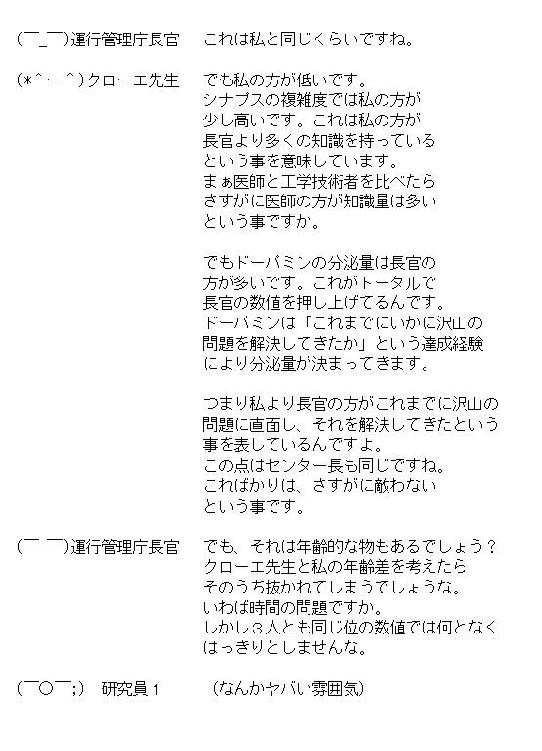 (￣_￣)運行管理庁長官　これは私と同じくらいですね。
(*＾･ ＾)クロ･エ先生　でも私の方が低いです。
シナプスの複雑度では私の方が
少し高いです。これは私の方が
長官より多くの知識を持っている
という事を意味しています。
まぁ医師と工学技術者を比べたら
さすがに医師の方が知識量は多い
という事ですか。
でもドーパミンの分泌量は長官の
方が多いです。これがトータルで
長官の数値を押し上げてるんです。
ドーパミンは「これまでにいかに沢山の
問題を解決してきたか」という達成経験
により分泌量が決まってきます。
つまり私より長官の方がこれまでに沢山の
問題に直面し、それを解決してきたという
事を表しているんですよ。
この点はセンター長も同じですね。
こればかりは、さすがに敵わない
という事です。
(￣ ￣)運行管理庁長官　でも、それは年齢的な物もあるでしょう？
クローエ先生と私の年齢差を考えたら
そのうち抜かれてしまうでしょうな。
いわば時間の問題ですか。
しかし３人とも同じ位の数値では何となく
はっきりとしませんな。
(￣○￣;)　研究員１　（なんかヤバい雰囲気）